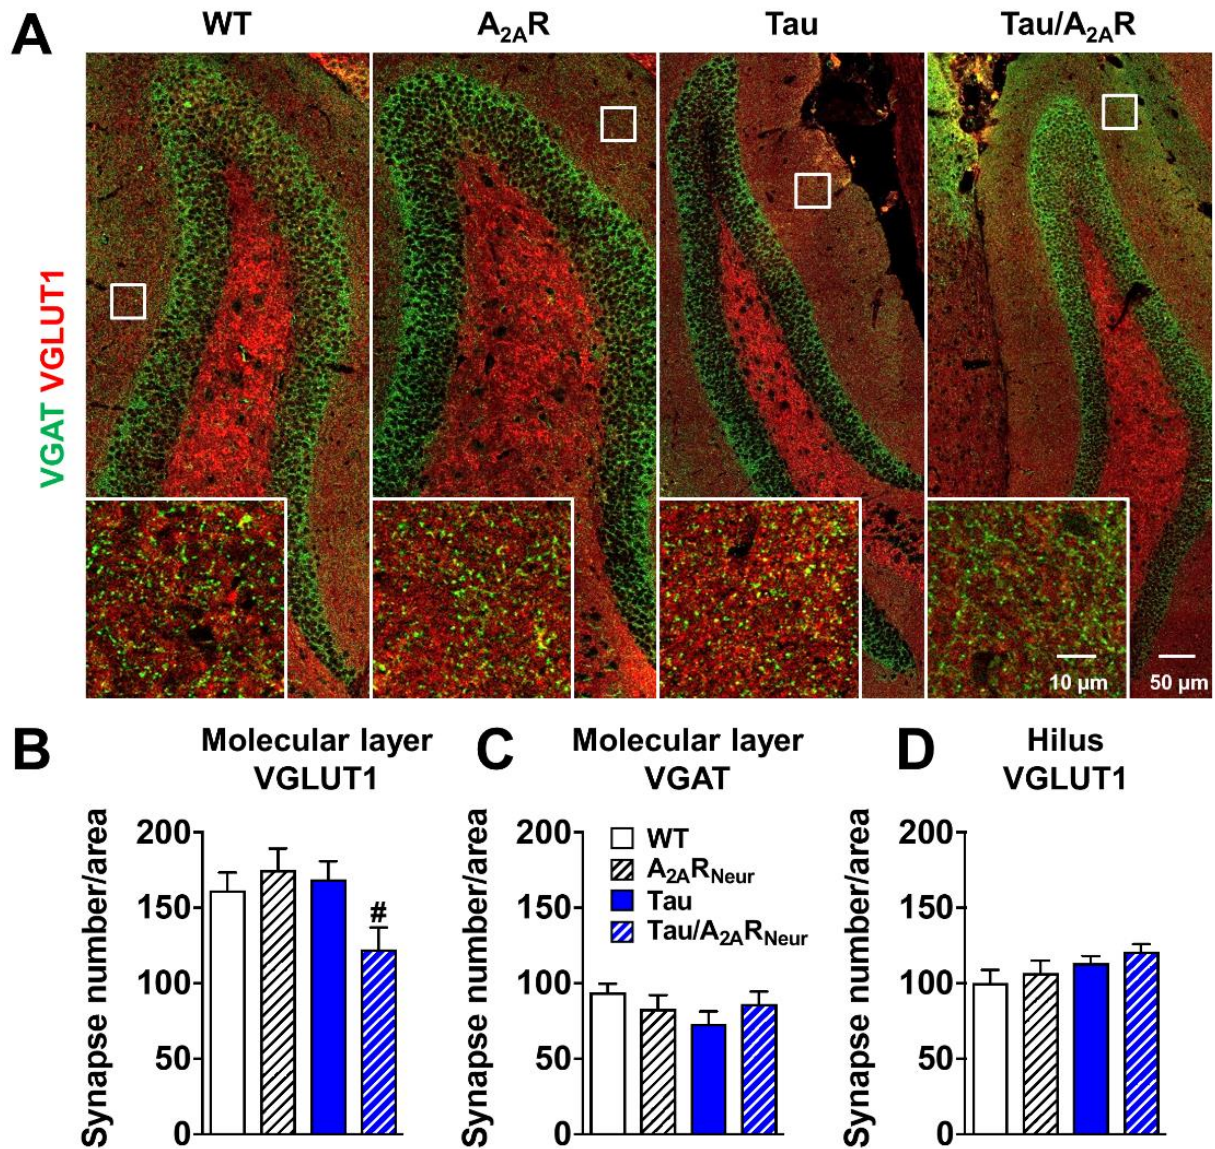 A
WT
A2AR
Tau
Tau/A2AR
VGAT VGLUT1
10 µm
50 µm
B
Molecular layer
VGLUT1
Synapse number/area
200
150
100
50
0
#
C
Molecular layer
VGAT
Synapse number/area
200
150
100
50
0
WT
A2ARNeur
Tau
Tau/A2ARNeur
D
Hilus
VGLUT1
Synapse number/area
200
150
100
50
0